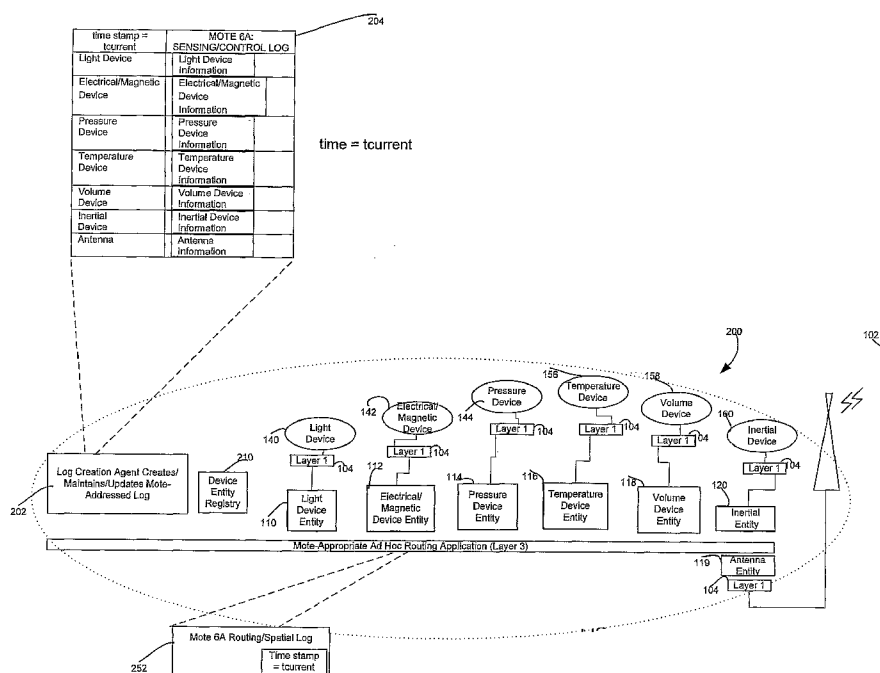 204
time stamp =
tcurrent
MOTE 6A:
SENSING/CONTROL LOG
Light Device
Light Device
Information
Electrical/Magnetic
Device
Electrical/Magnetic
Device
Information
Pressure
Device
Pressure
Device
Information
Temperature
Device
Temperature
Device
Information
Volume
Device
Volume Device
Information
Inertial
Device
Inertial Device
Information
Antenna
Antenna
Information
time = tcurrent
200
102
140
Light
Device
142
Electrical/Magnetic
Device
144
Pressure
Device
156
Temperature
Device
158
Volume
Device
160
Inertial
Device
Layer 1
104
Layer 1
104
Layer 1
104
Layer 1
104
Layer 1
04
Layer 1
104
202
Log Creation Agent Creates/
Maintains/Updates Mote-
Addressed Log
210
Device
Entity
Registry
110
Light
Device
Entity
112
Electrical/
Magnetic
Device Entity
114
Pressure
Device
Entity
116
Temperature
Device
Entity
118
Volume
Device
Entity
120
Inertial
Entity
Mote-Appropriate Ad Hoc Routing Application (Layer 3)
119
Antenna
Entity
104
Layer 1
252
Mote 6A Routing/Spatial Log
Time stamp
= tcurrent